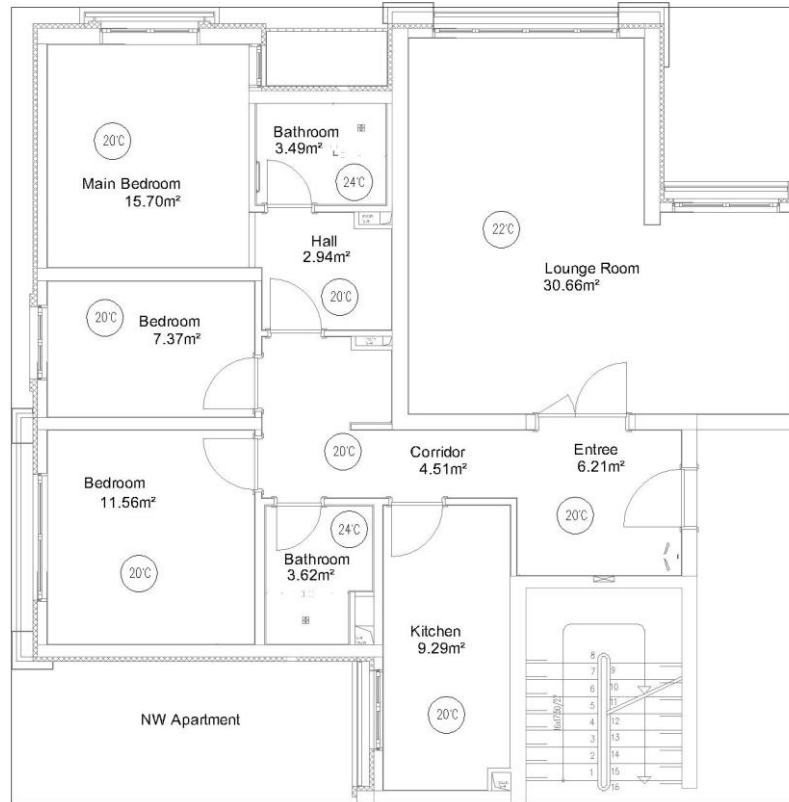 Bathroom
3.49m²
20°C
24°C
Main Bedroom
15.70m²
22°C
Hall
2.94m²
Lounge Room
30.66m²
20°C
20°C
Bedroom
7.37m²
20°C
Corridor
4.51m²
Entree
6.21m²
Bedroom
11.56m²
20°C
24°C
Bathroom
3.62m²
20°C
Kitchen
9.29m²
20°C
NW Apartment
8
7
9
6
10
5
11
4
12
3
13
2
14
1
15
16